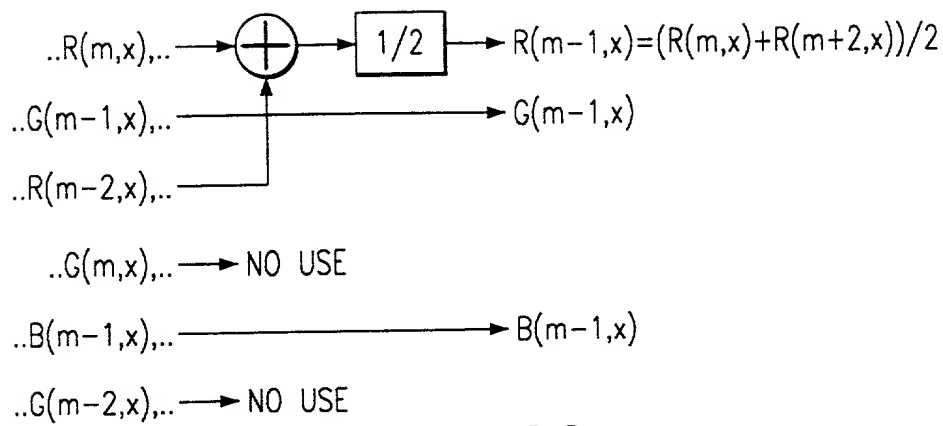 ..R(m,x),.. 1/2 R(m-1,x)=(R(m,x)+R(m+2,x))/2
..G(m-1,x),.. G(m-1,x)
..R(m-2,x),..
..G(m,x),.. NO USE
..B(m-1,x),.. B(m-1,x)
..G(m-2,x),.. NO USE